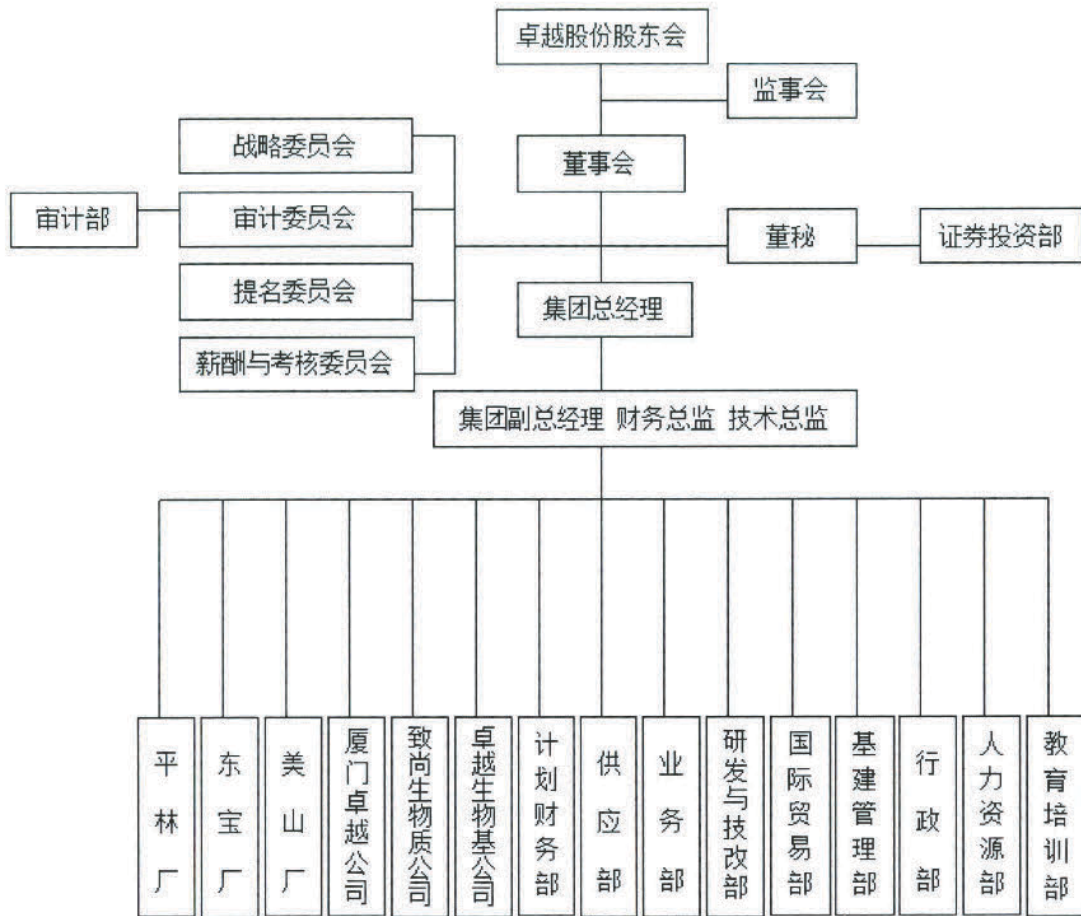 卓越股份股东会
监事会
战略委员会
董事会
审计部
审计委员会
董秘
证券投资部
提名委员会
集团总经理
薪酬与考核委员会
集团副总经理 财务总监 技术总监
平林厂
东宝厂
美山厂
厦门卓越公司
致尚生物质公司
卓越生物基公司
计划财务部
供应部
业务部
研发与技改部
国际贸易部
基建管理部
行政部
人力资源部
教育培训部